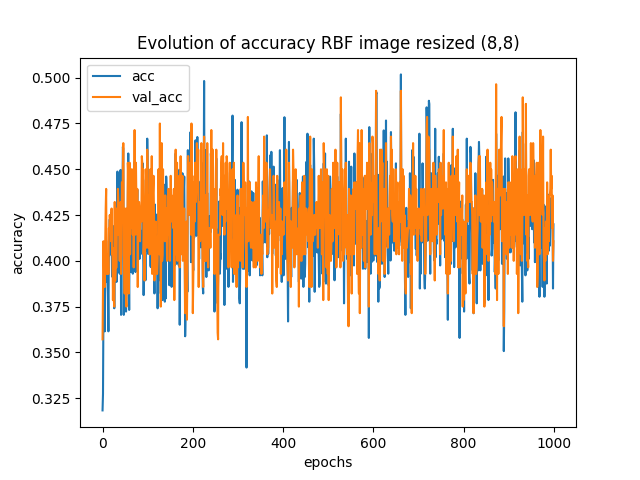 Evolution of accuracy RBF image resized (8,8)
acc
val_acc
accuracy
0.500
0.475
0.450
0.425
0.400
0.375
0.350
0.325
0 200 400 600 800 1000
epochs